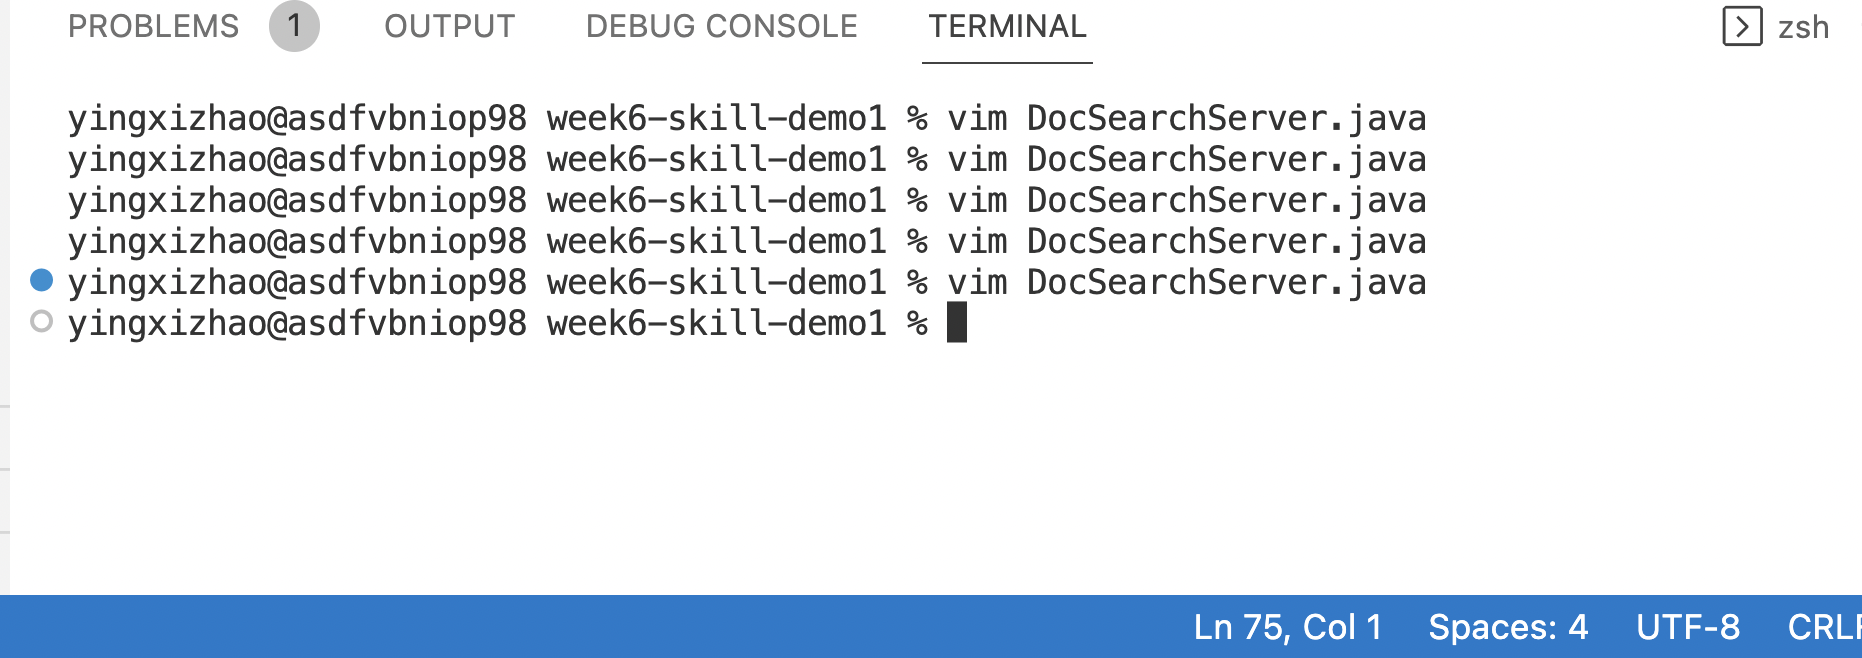 PROBLEMS 1 OUTPUT DEBUG CONSOLE TERMINAL zsh
yingxizhao@asdfvbniop98 week6-skill-demo1 % vim DocSearchServer.java
yingxizhao@asdfvbniop98 week6-skill-demo1 % vim DocSearchServer.java
yingxizhao@asdfvbniop98 week6-skill-demo1 % vim DocSearchServer.java
yingxizhao@asdfvbniop98 week6-skill-demo1 % vim DocSearchServer.java
yingxizhao@asdfvbniop98 week6-skill-demo1 % vim DocSearchServer.java
yingxizhao@asdfvbniop98 week6-skill-demo1 %
Ln 75, Col 1 Spaces: 4 UTF-8 CRLF